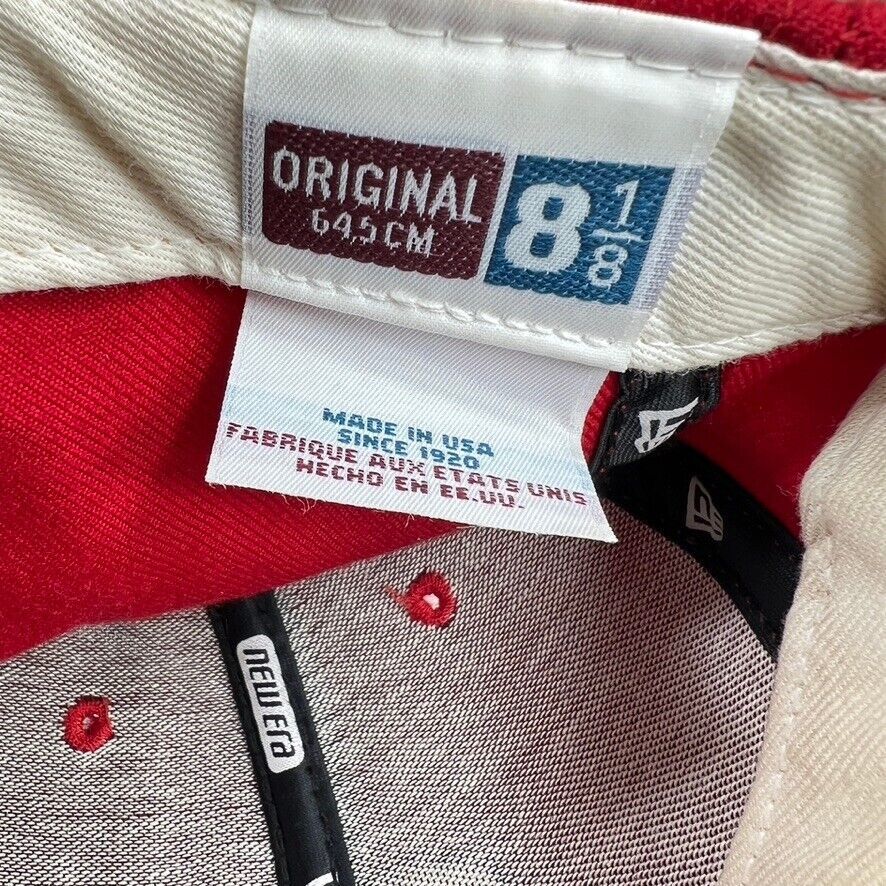 ORIGINAL
64.5 CM
8 1/8
MADE IN USA
SINCE 1920
FABRIQUE AUX ETATS UNIS
HECHO EN EE.UU.
new era